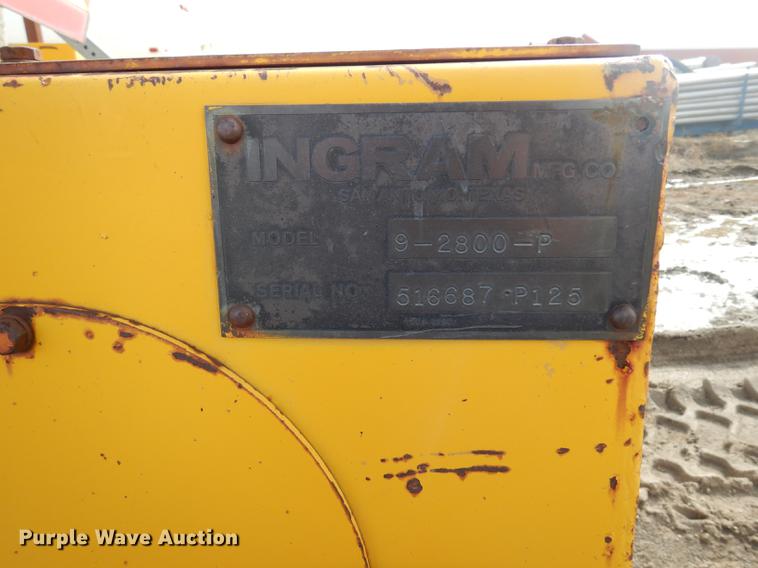 INGRAM MFG. CO.
SAN ANTONIO, TEXAS
MODEL 9-2800-P
SERIAL NO. 516687 P125
Purple Wave Auction